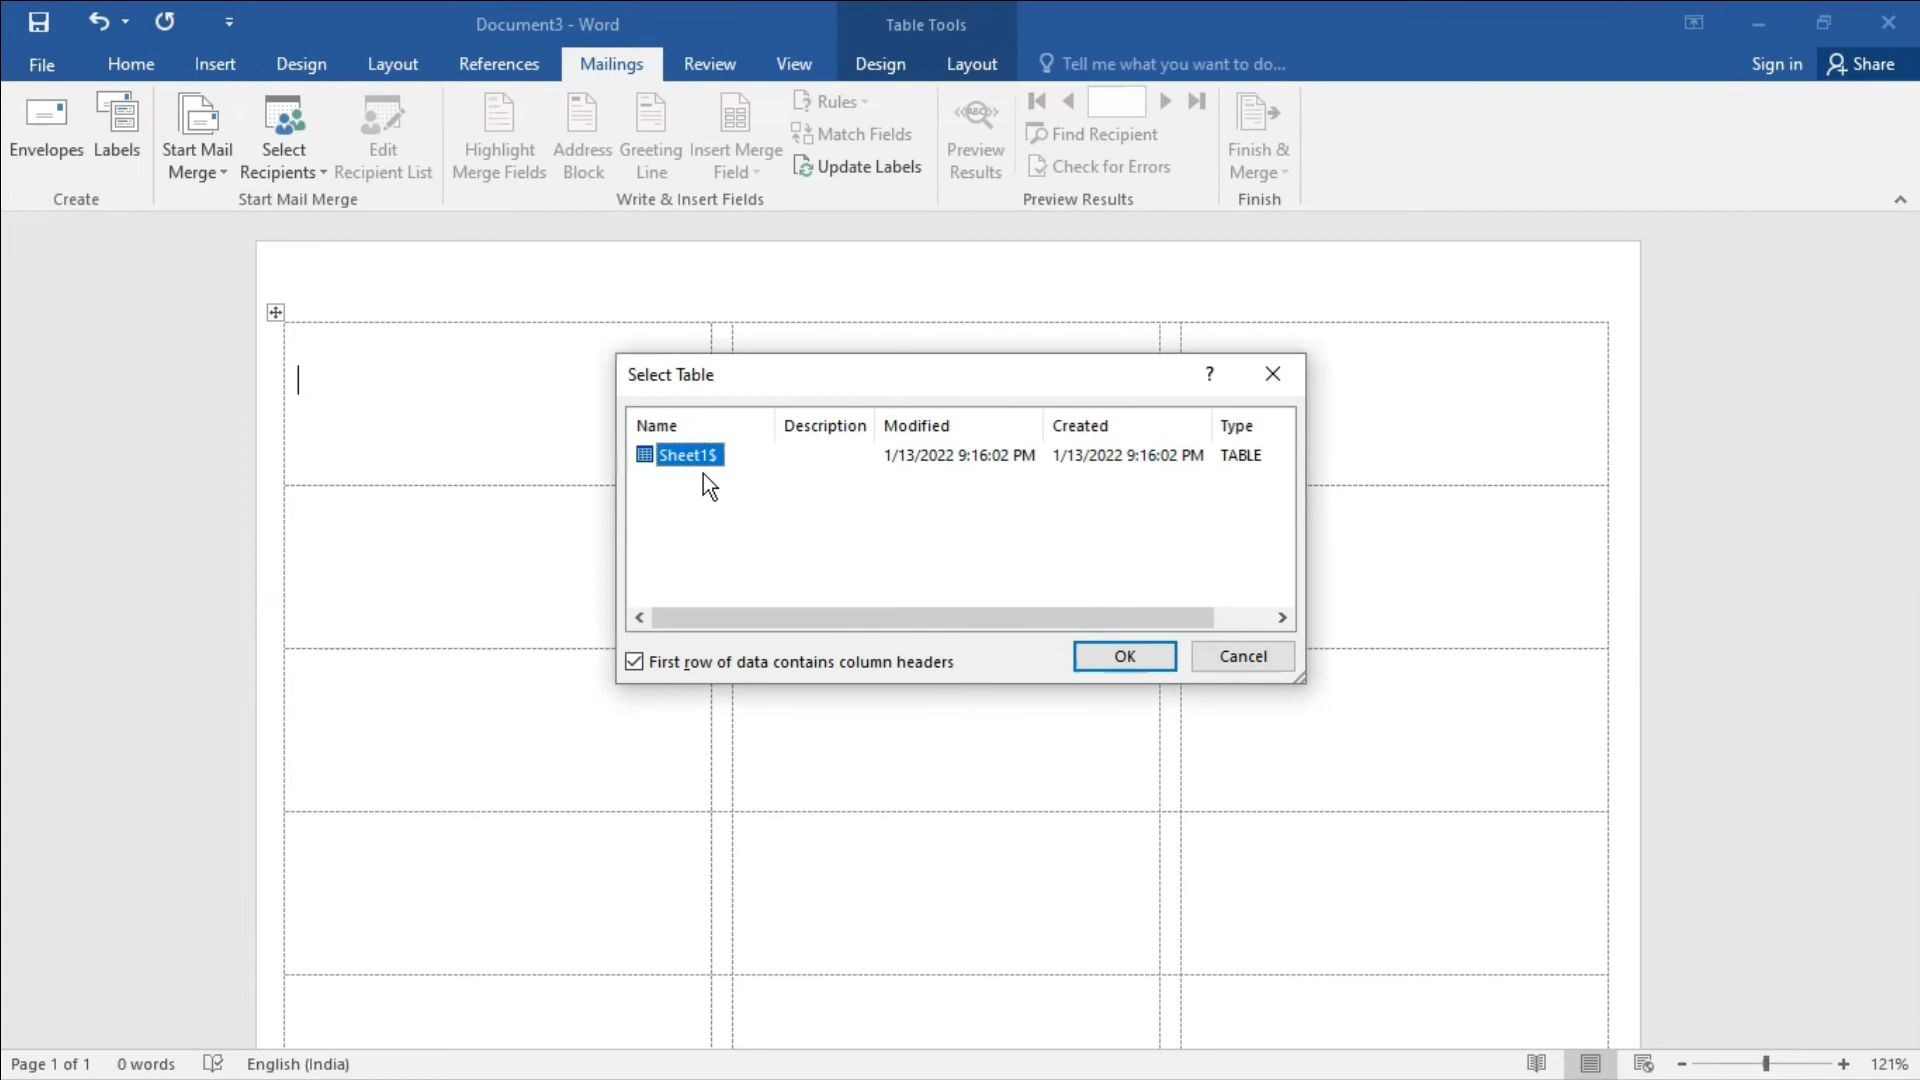 Document3 - Word
Table Tools
File Home Insert Design Layout References Mailings Review View Design Layout Tell me what you want to do... Sign in Share
Envelopes
Labels
Start Mail
Merge
Select
Recipients
Edit
Recipient List
Highlight
Merge Fields
Address
Block
Greeting
Line
Insert Merge
Field
Rules
Match Fields
Update Labels
ABC
Preview
Results
Find Recipient
Check for Errors
Finish &
Merge
Create
Start Mail Merge
Write & Insert Fields
Preview Results
Finish
Select Table ?
Name Description Modified Created Type
Sheet1$ 1/13/2022 9:16:02 PM 1/13/2022 9:16:02 PM TABLE
First row of data contains column headers
OK
Cancel
Page 1 of 1 0 words English (India) 121%